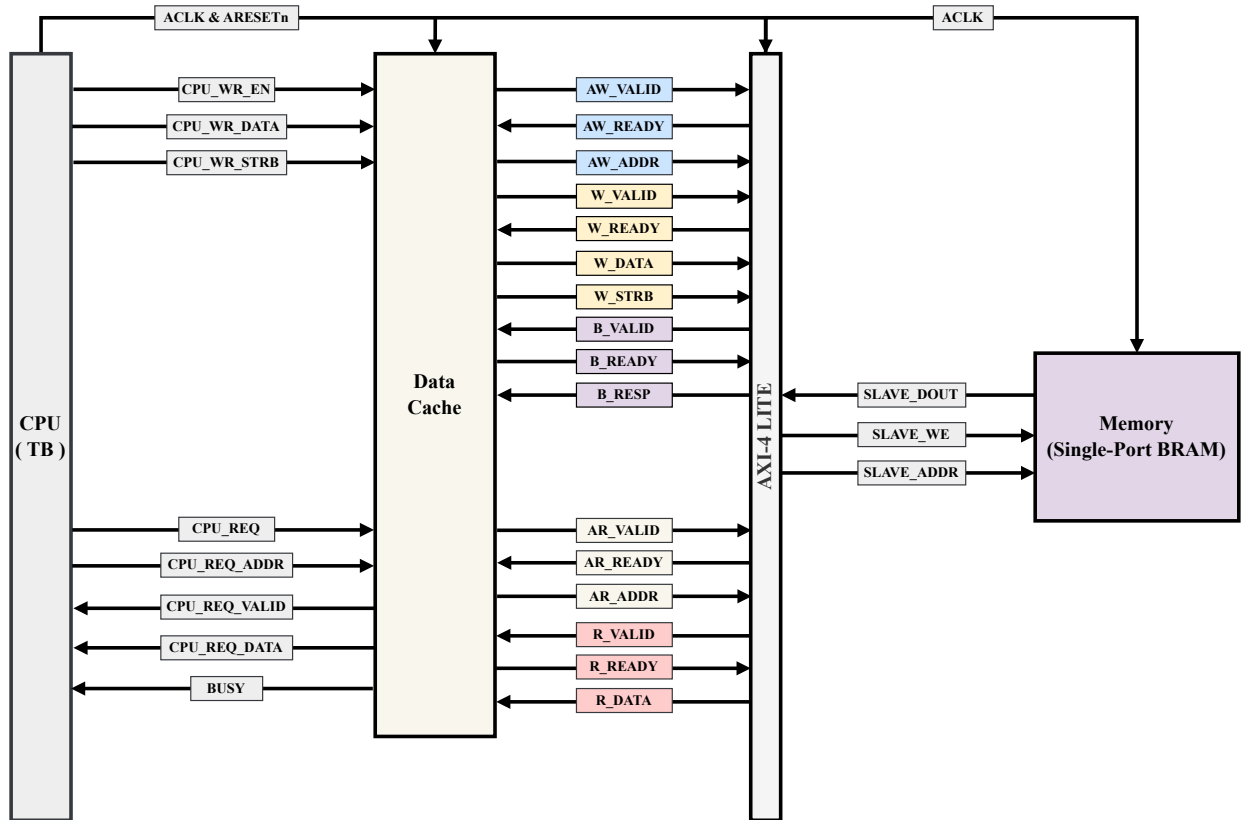 ACLK & ARESETn
ACLK
CPU_WR_EN
CPU_WR_DATA
CPU_WR_STRB
AW_VALID
AW_READY
AW_ADDR
W_VALID
W_READY
W_DATA
W_STRB
B_VALID
B_READY
B_RESP
CPU
( TB )
Data
Cache
AXI-4 LITE
SLAVE_DOUT
SLAVE_WE
SLAVE_ADDR
Memory
(Single-Port BRAM)
CPU_REQ
CPU_REQ_ADDR
CPU_REQ_VALID
CPU_REQ_DATA
BUSY
AR_VALID
AR_READY
AR_ADDR
R_VALID
R_READY
R_DATA